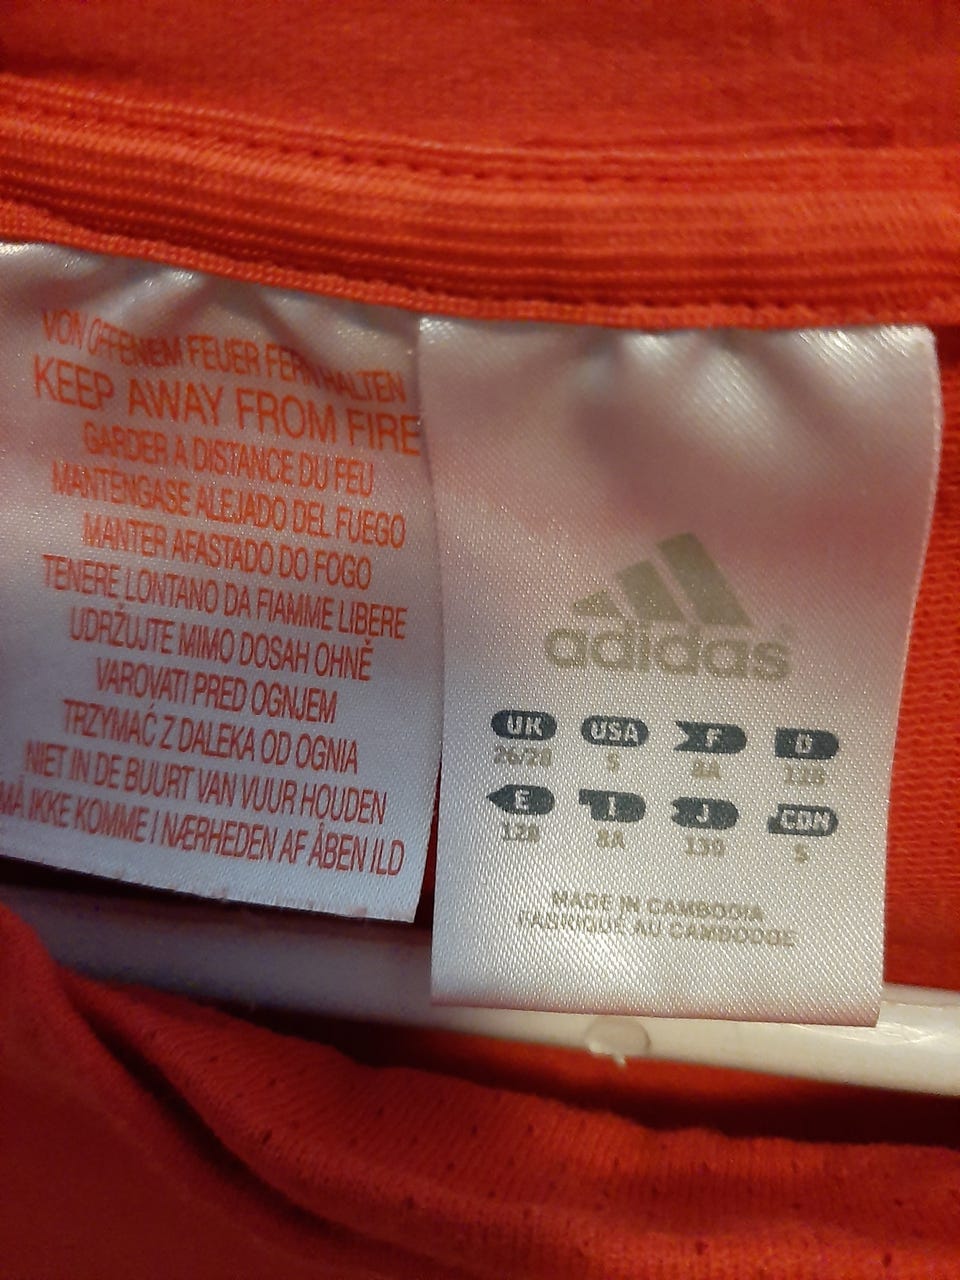 VON OFFENEM FEUER FERNHALTEN
KEEP AWAY FROM FIRE
GARDER A DISTANCE DU FEU
MANTÉNGASE ALEJADO DEL FUEGO
MANTER AFASTADO DO FOGO
TENERE LONTANO DA FIAMME LIBERE
UDRŽUJTE MIMO DOSAH OHNĚ
VAROVATI PRED OGNJEM
TRZYMAĆ Z DALEKA OD OGNIA
NIET IN DE BUURT VAN VUUR HOUDEN
MÅ IKKE KOMME I NÆRHEDEN AF ÅBEN ILD
adidas
UK USA F D
26/28 S 8A 128
E I J CDN
128 8A 130 S
MADE IN CAMBODIA
FABRIQUÉ AU CAMBODGE